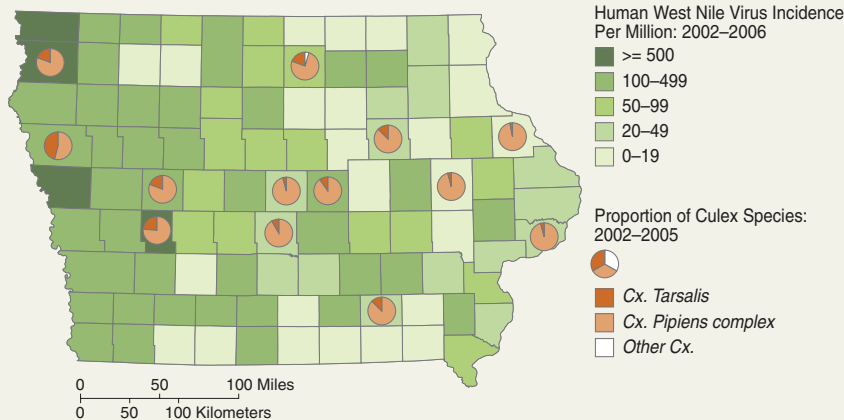 Human West Nile Virus Incidence
Per Million: 2002–2006
>= 500
100–499
50–99
20–49
0–19
Proportion of Culex Species:
2002–2005
Cx. Tarsalis
Cx. Pipiens complex
Other Cx.
0 50 100 Miles
0 50 100 Kilometers